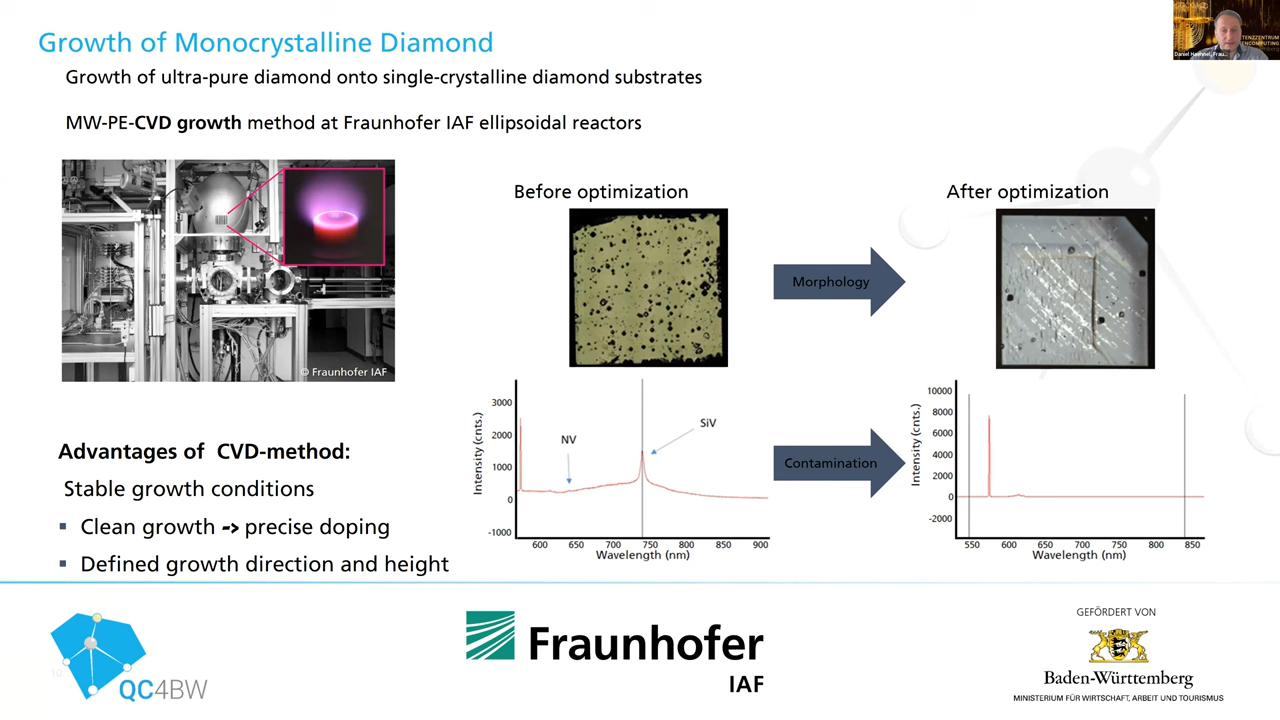 Growth of Monocrystalline Diamond
Growth of ultra-pure diamond onto single-crystalline diamond substrates
MW-PE-CVD growth method at Fraunhofer IAF ellipsoidal reactors
© Fraunhofer IAF
Before optimization
After optimization
Morphology
Contamination
Intensity (cnts.)
3000
2000
1000
0
-1000
NV
SiV
600
650
700
750
800
850
900
Wavelength (nm)
Intensity (cnts.)
10000
8000
6000
4000
2000
0
-2000
550
600
650
700
750
800
850
Wavelength (nm)
Advantages of CVD-method:
Stable growth conditions
▪ Clean growth -> precise doping
▪ Defined growth direction and height
10
QC4BW
Fraunhofer
IAF
GEFÖRDERT VON
Baden-Württemberg
MINISTERIUM FÜR WIRTSCHAFT, ARBEIT UND TOURISMUS